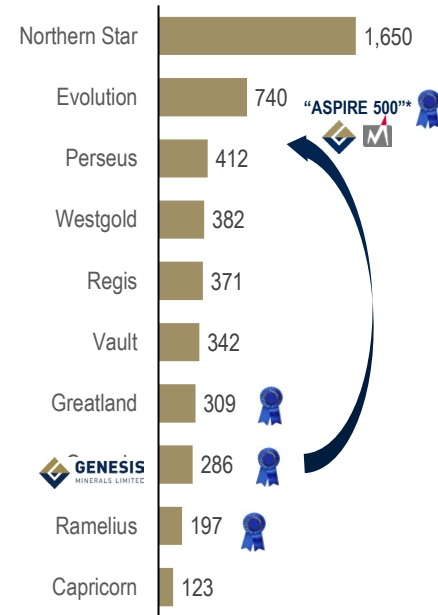 Northern Star 1,650
Evolution 740
“ASPIRE 500”*
Perseus 412
Westgold 382
Regis 371
Vault 342
Greatland 309
GENESIS 286
MINERALS LIMITED
Ramelius 197
Capricorn 123